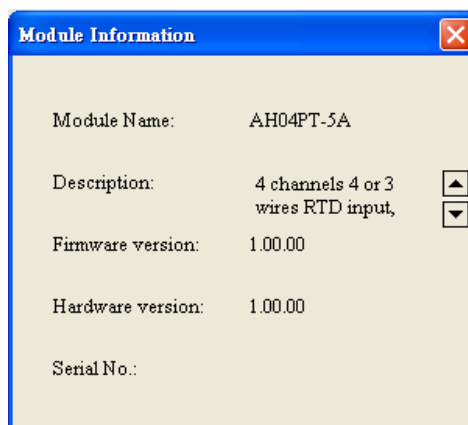 Module Information
Module Name: AH04PT-5A
Description: 4 channels 4 or 3
wires RTD input,
Firmware version: 1.00.00
Hardware version: 1.00.00
Serial No.: